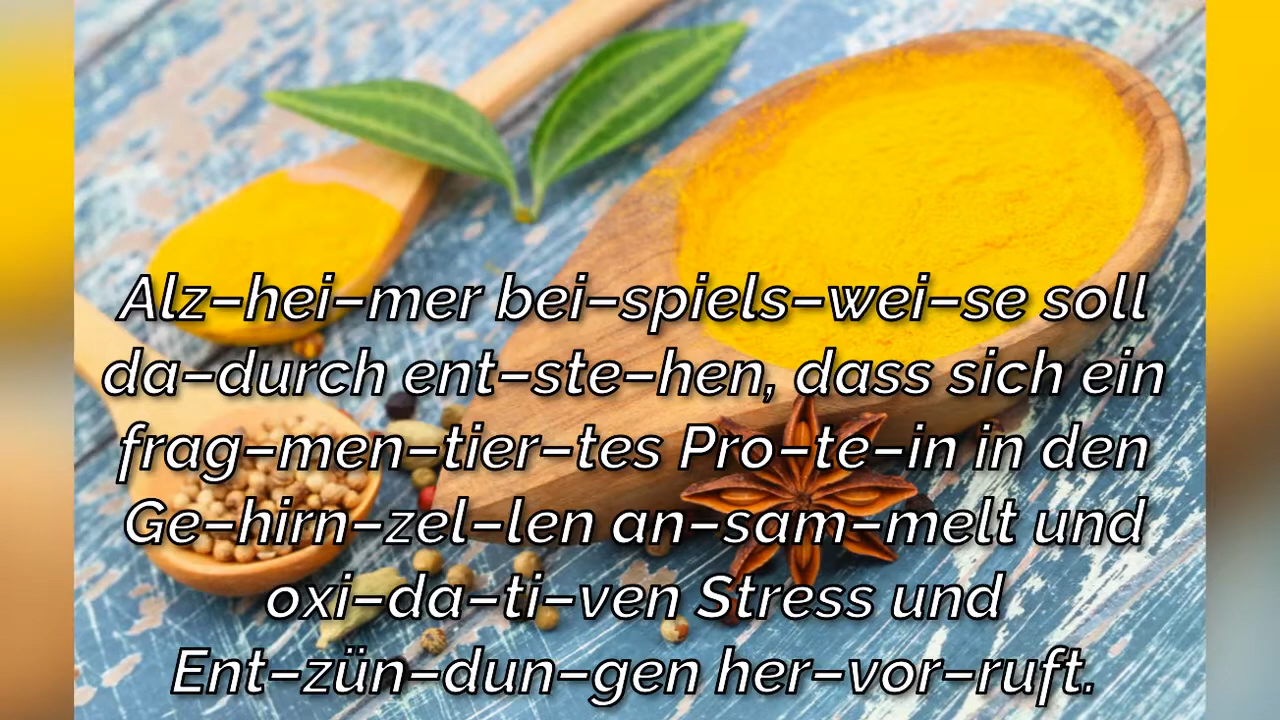 Alz–hei–mer bei–spiels–wei–se soll
da–durch ent–ste–hen, dass sich ein
frag–men–tier–tes Pro–te–in in den
Ge–hirn–zel–len an–sam–melt und
oxi–da–ti–ven Stress und
Ent–zün–dun–gen her–vor–ruft.